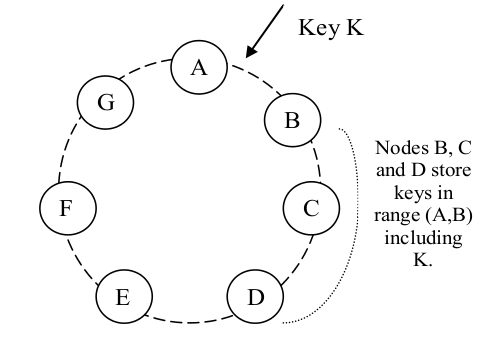 Key K
A
G
B
Nodes B, C
and D store
keys in
range (A,B)
including
K.
F
C
E
D